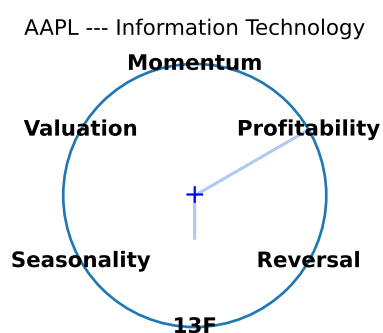 AAPL --- Information Technology
Momentum
Valuation
Profitability
Seasonality
Reversal
13F